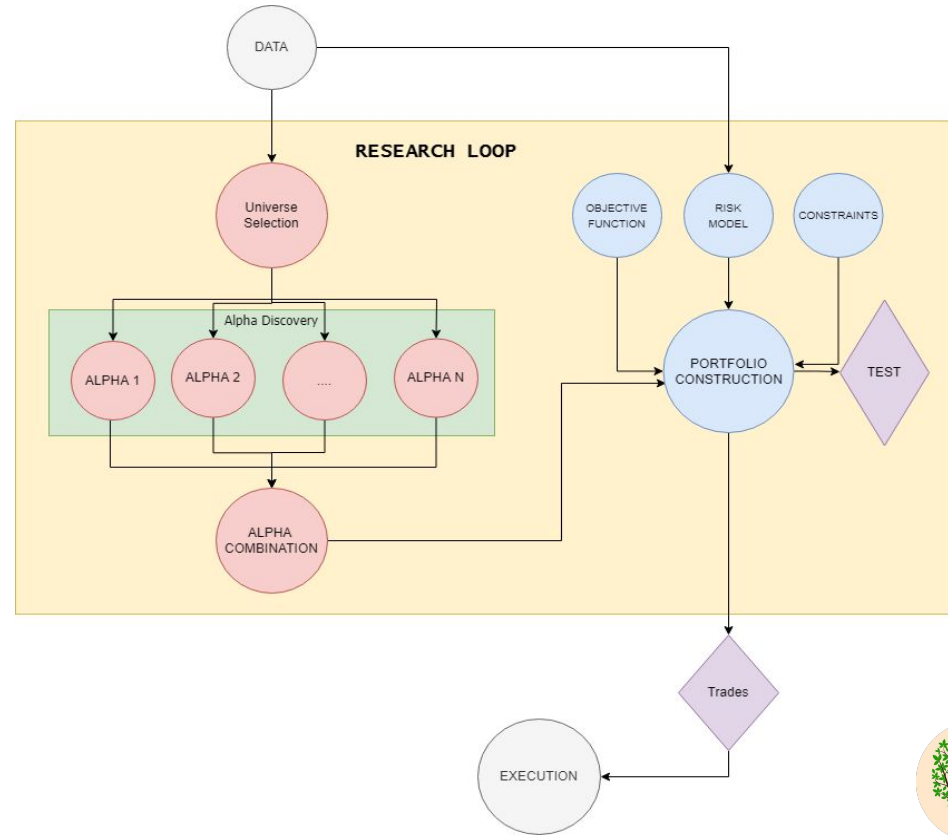 DATA
RESEARCH LOOP
Universe
Selection
OBJECTIVE
FUNCTION
RISK
MODEL
CONSTRAINTS
Alpha Discovery
ALPHA 1
ALPHA 2
....
ALPHA N
PORTFOLIO
CONSTRUCTION
TEST
ALPHA
COMBINATION
Trades
EXECUTION